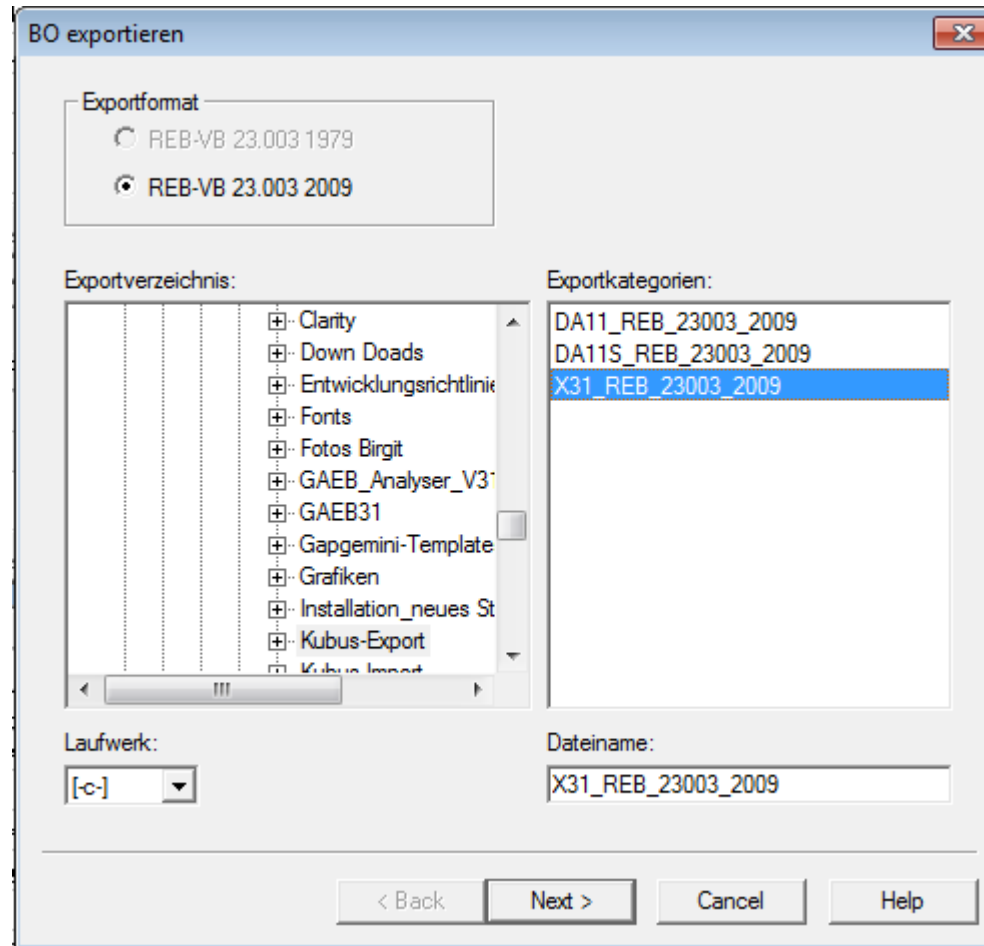 BO exportieren
Exportformat
REB-VB 23.003 1979
REB-VB 23.003 2009
Exportverzeichnis:
Clarity
Down Doads
Entwicklungsrichtlinie
Fonts
Fotos Birgit
GAEB_Analyser_V31
GAEB31
Gapgemini-Template
Grafiken
Installation_neues St
Kubus-Export
Kubus-Import
Exportkategorien:
DA11_REB_23003_2009
DA11S_REB_23003_2009
X31_REB_23003_2009
Laufwerk:
[-c-]
Dateiname:
X31_REB_23003_2009
< Back
Next >
Cancel
Help